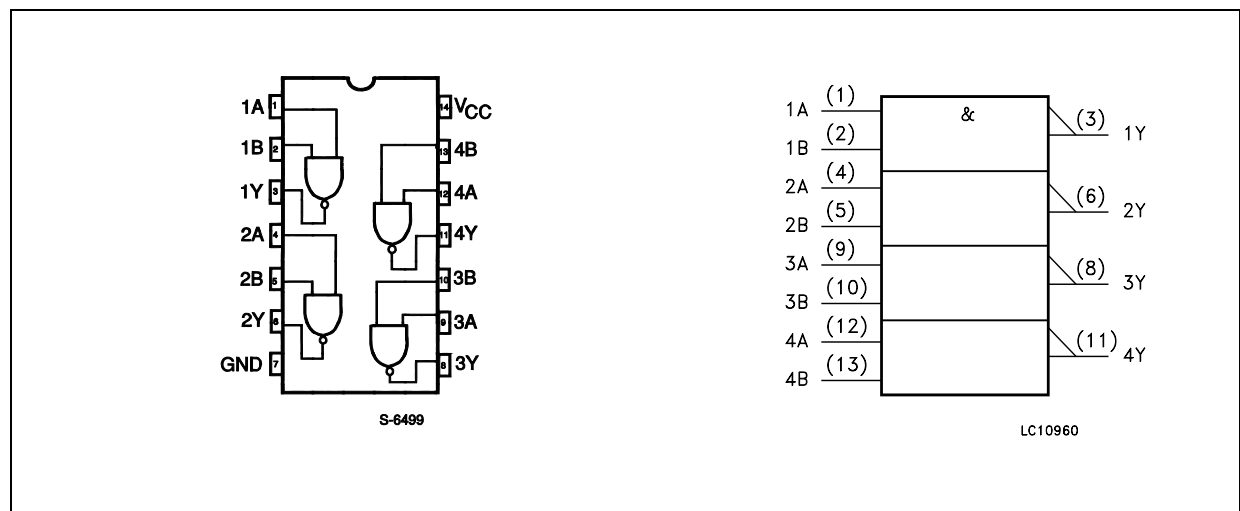 1A 1
1B 2
1Y 3
2A 4
2B 5
2Y 6
GND 7
14 VCC
13 4B
12 4A
11 4Y
10 3B
9 3A
8 3Y
S-6499
1A (1)
1B (2)
2A (4)
2B (5)
3A (9)
3B (10)
4A (12)
4B (13)
&
(3) 1Y
(6) 2Y
(8) 3Y
(11) 4Y
LC10960